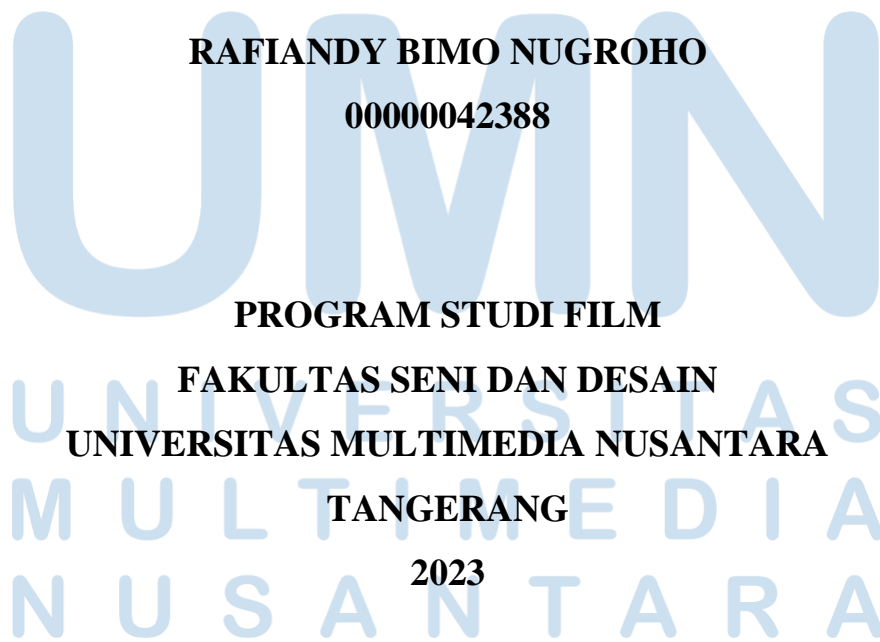 UMN
RAFIANDY BIMO NUGROHO
00000042388
PROGRAM STUDI FILM
FAKULTAS SENI DAN DESAIN
UNIVERSITAS
UNIVERSITAS MULTIMEDIA NUSANTARA
MULTIMEDIA
TANGERANG
2023
NUSANTARA